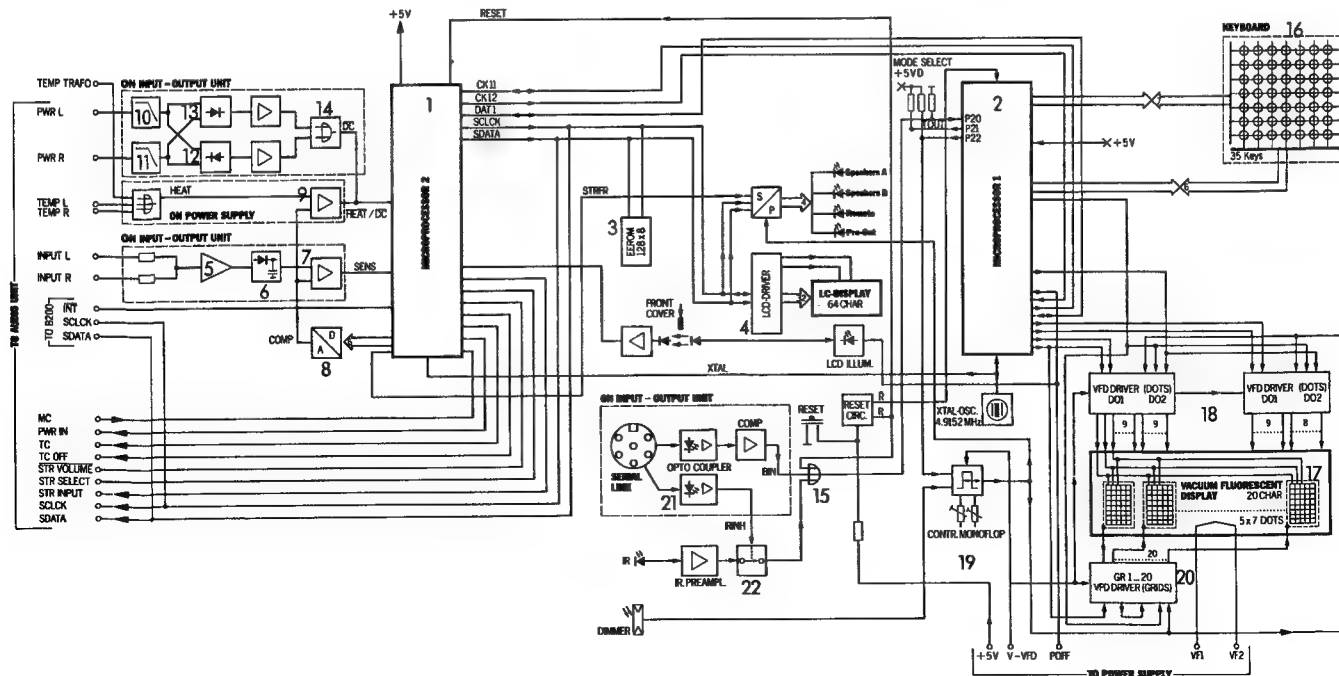 +5V
RESET
KEYBOARD 16
35 Keys
MODE SELECT
+5VD
TOUT
P20
P21
P22
2
MICROPROCESSOR 1
+5V
TEMP TRAFO
ON INPUT-OUTPUT UNIT
PWR L
10
13
14
DC
PWR R
11
12
TEMP L
TEMP R
HEAT
9
ON POWER SUPPLY
HEAT/DC
ON INPUT-OUTPUT UNIT
INPUT L
INPUT R
5
6
7
SENS
TO AUDIO UNIT
TO B200
INT
SCLCK
SDATA
COMP
D
A
8
1
MICROPROCESSOR 2
CK11
CK12
DAT1
SCLCK
SDATA
STRFR
3
EEROM
128x8
S
P
4
Speakers A
Speakers B
Remote
Pre-Out
LCD-DRIVER
4
LC-DISPLAY
64 CHAR
FRONT
COVER
LCD ILLUM.
XTAL
MC
PWR IN
TC
TC OFF
STR VOLUME
STR SELECT
STR INPUT
SCLCK
SDATA
ON INPUT-OUTPUT UNIT
SERIAL
LINK
OPTO COUPLER
COMP
21
BIN
IRINH
IR
IR. PREAMPL.
22
DIMMER
RESET
RESET
CIRC.
R
R
15
XTAL-OSC.
4.9152 MHz
CONTR. MONOFLOP
19
VFD DRIVER (DOTS)
DO1 DO2
18
VFD DRIVER (DOTS)
DO1 DO2
9 9
9 8
17
VACUUM FLUORESCENT
DISPLAY 20 CHAR
5x7 DOTS
20
GR 1...20
VFD DRIVER (GRIDS)
20
+5V
V-VFD
POFF
VF1
VF2
TO POWER SUPPLY